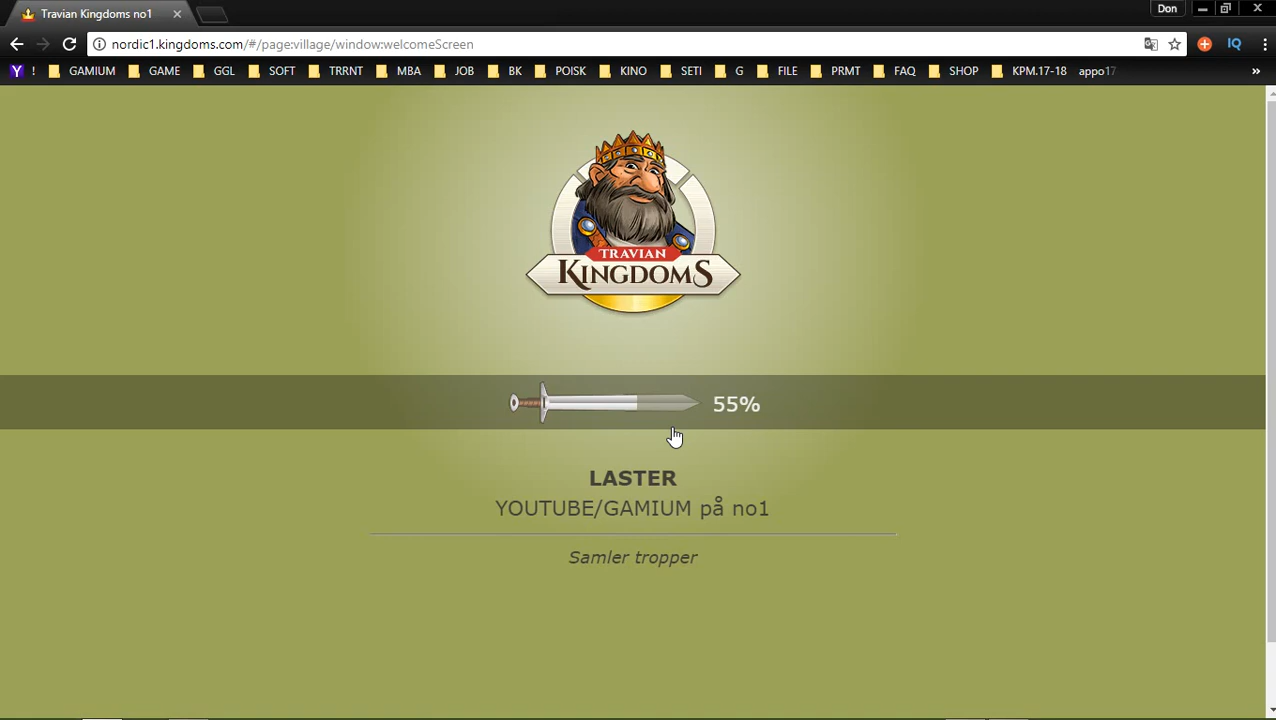 Travian Kingdoms no1
Don
nordic1.kingdoms.com/#/page:village/window:welcomeScreen
IQ
Y ! GAMIUM GAME GGL SOFT TRRNT MBA JOB BK POISK KINO SETI G FILE PRMT FAQ SHOP KPM.17-18 appo17 »
TRAVIAN
KINGDOMS
55%
LASTER
YOUTUBE/GAMIUM på no1
Samler tropper